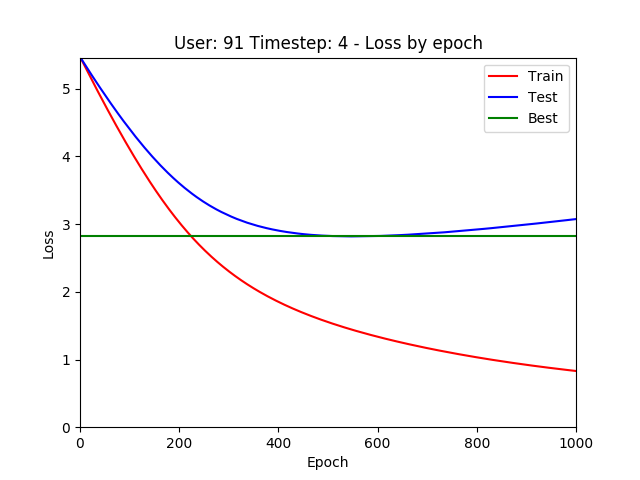 User: 91 Timestep: 4 - Loss by epoch
Train
Test
Best
5
4
3
2
1
0
Loss
0 200 400 600 800 1000
Epoch